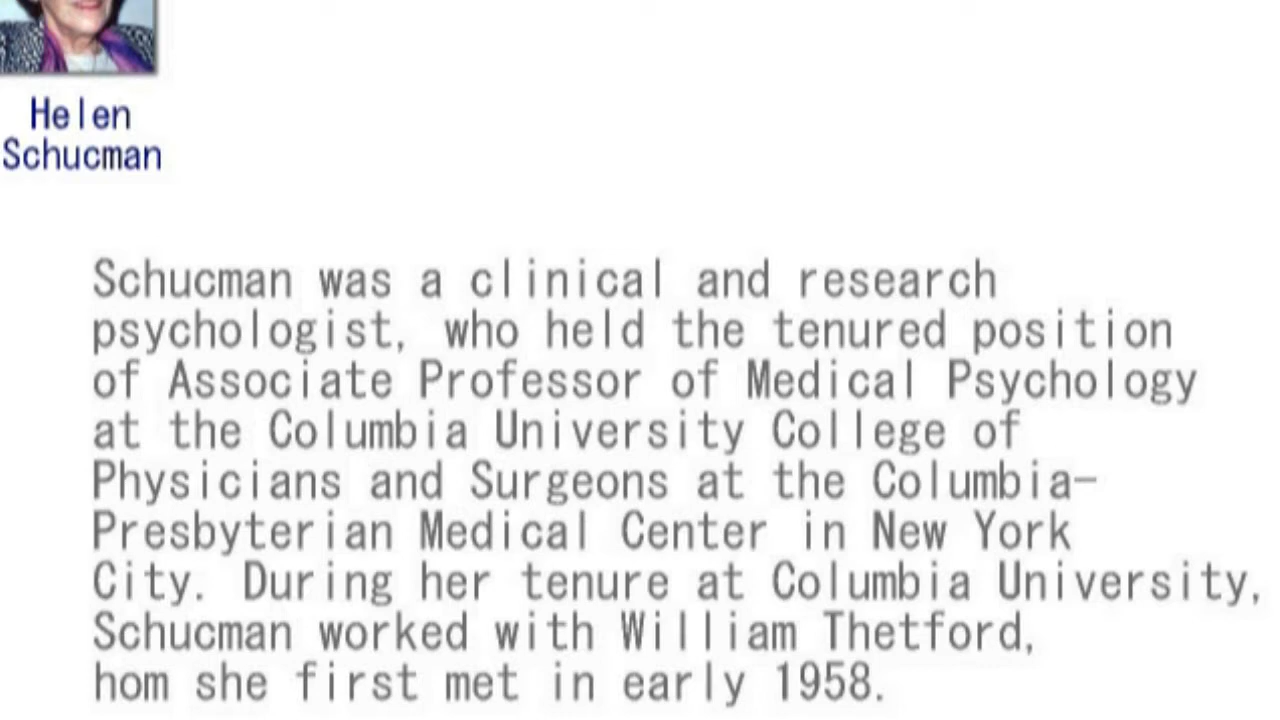 Helen
Schucman
Schucman was a clinical and research
psychologist, who held the tenured position
of Associate Professor of Medical Psychology
at the Columbia University College of
Physicians and Surgeons at the Columbia-
Presbyterian Medical Center in New York
City. During her tenure at Columbia University,
Schucman worked with William Thetford,
hom she first met in early 1958.